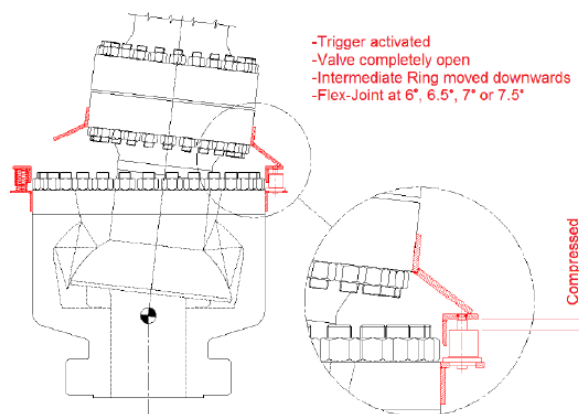 -Trigger activated
-Valve completely open
-Intermediate Ring moved downwards
-Flex-Joint at 6°, 6.5°, 7° or 7.5°
Compressed